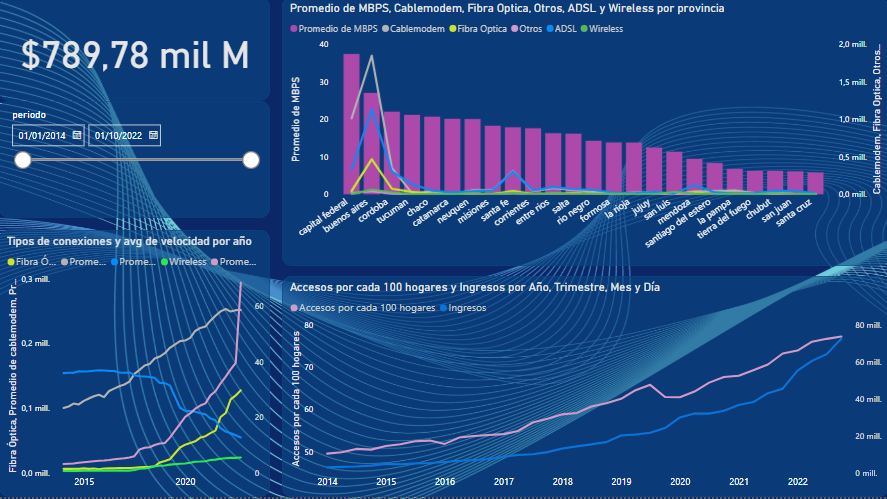 $789,78 mil M
periodo
01/01/2014
01/10/2022
Promedio de MBPS, Cablemodem, Fibra Optica, Otros, ADSL y Wireless por provincia
Promedio de MBPS
Cablemodem
Fibra Optica
Otros
ADSL
Wireless
Promedio de MBPS
40
30
20
10
0
2,0 mill.
1,5 mill.
1,0 mill.
0,5 mill.
0,0 mill.
Cablemodem, Fibra Optica, Otros...
capital federal
buenos aires
cordoba
tucuman
chaco
catamarca
neuquen
misiones
santa fe
corrientes
entre rios
salta
rio negro
formosa
la rioja
jujuy
san luis
mendoza
santiago del estero
la pampa
tierra del fuego
chubut
san juan
santa cruz
Tipos de conexiones y avg de velocidad por año
Fibra Ó...
Prome...
Prome...
Wireless
Prome...
Fibra Óptica, Promedio de cablemodem, Pr...
0,3 mill.
0,2 mill.
0,1 mill.
0,0 mill.
60
40
20
0
2015
2020
Accesos por cada 100 hogares y Ingresos por Año, Trimestre, Mes y Día
Accesos por cada 100 hogares
Ingresos
Accesos por cada 100 hogares
80
70
60
50
80 mil mill.
60 mil mill.
40 mil mill.
20 mil mill.
0 mil mill.
2014
2015
2016
2017
2018
2019
2020
2021
2022